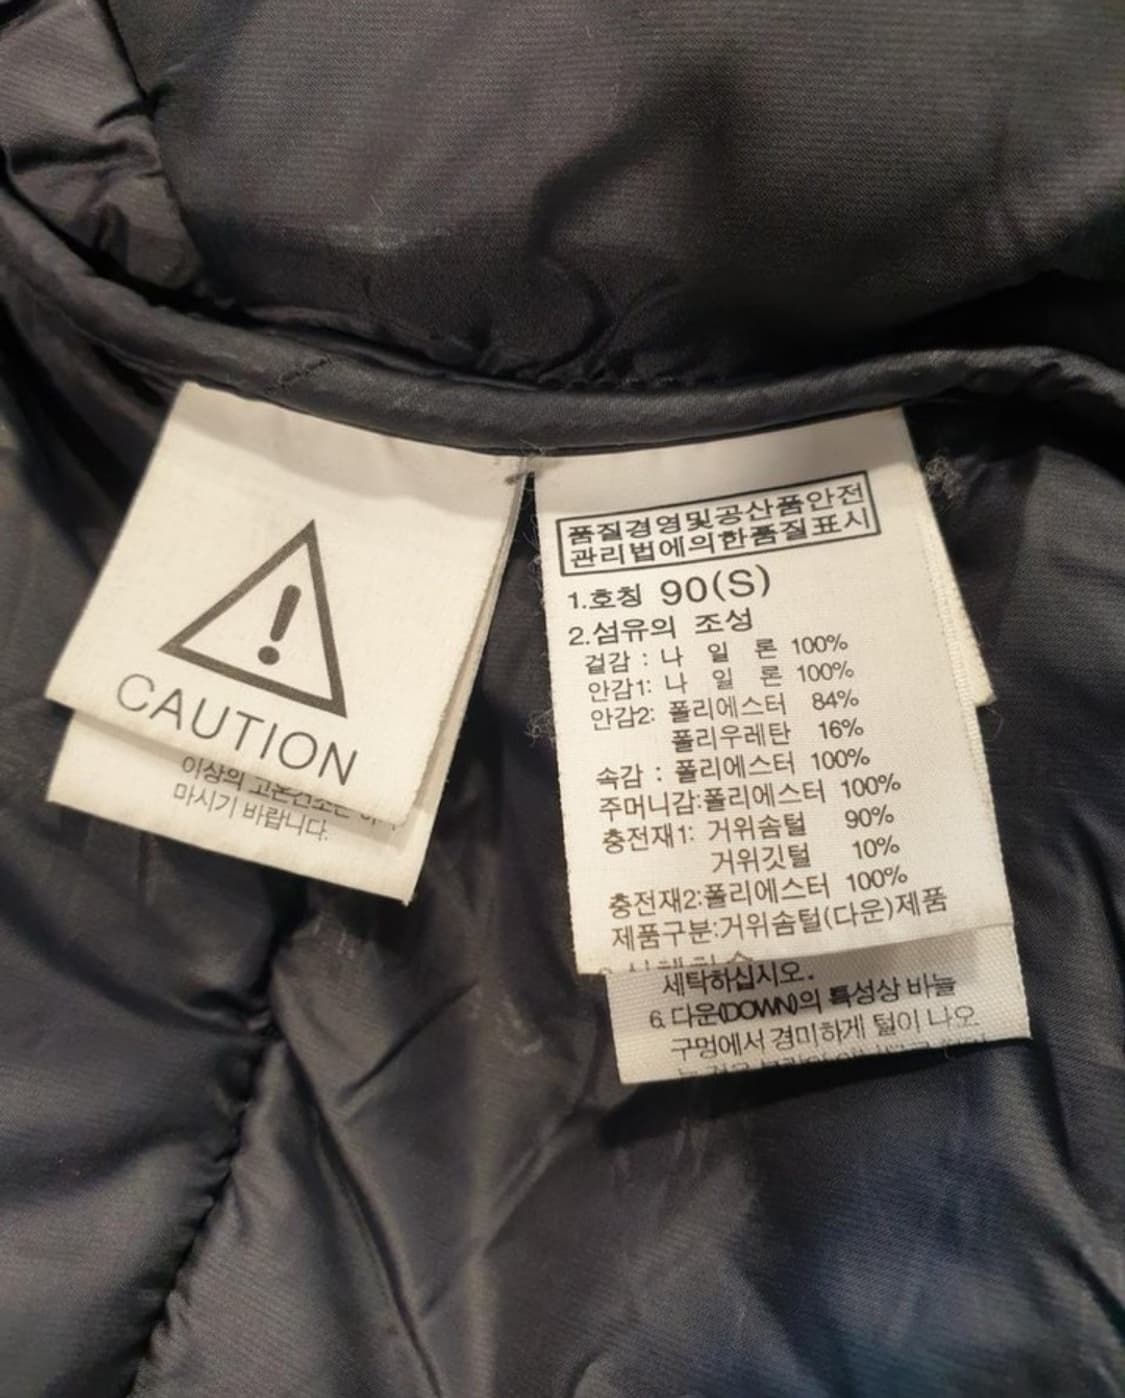 CAUTION
이상의 고온건조는 하지
마시기 바랍니다.
품질경영및공산품안전
관리법에의한품질표시
1.호칭 90(S)
2.섬유의 조성
겉감 : 나 일 론 100%
안감1: 나 일 론 100%
안감2: 폴리에스터 84%
폴리우레탄 16%
속감 : 폴리에스터 100%
주머니감:폴리에스터 100%
충전재1: 거위솜털 90%
거위깃털 10%
충전재2:폴리에스터 100%
제품구분:거위솜털(다운)제품
세탁하십시오.
6. 다운(DOWN)의 특성상 바늘
구멍에서 경미하게 털이 나오